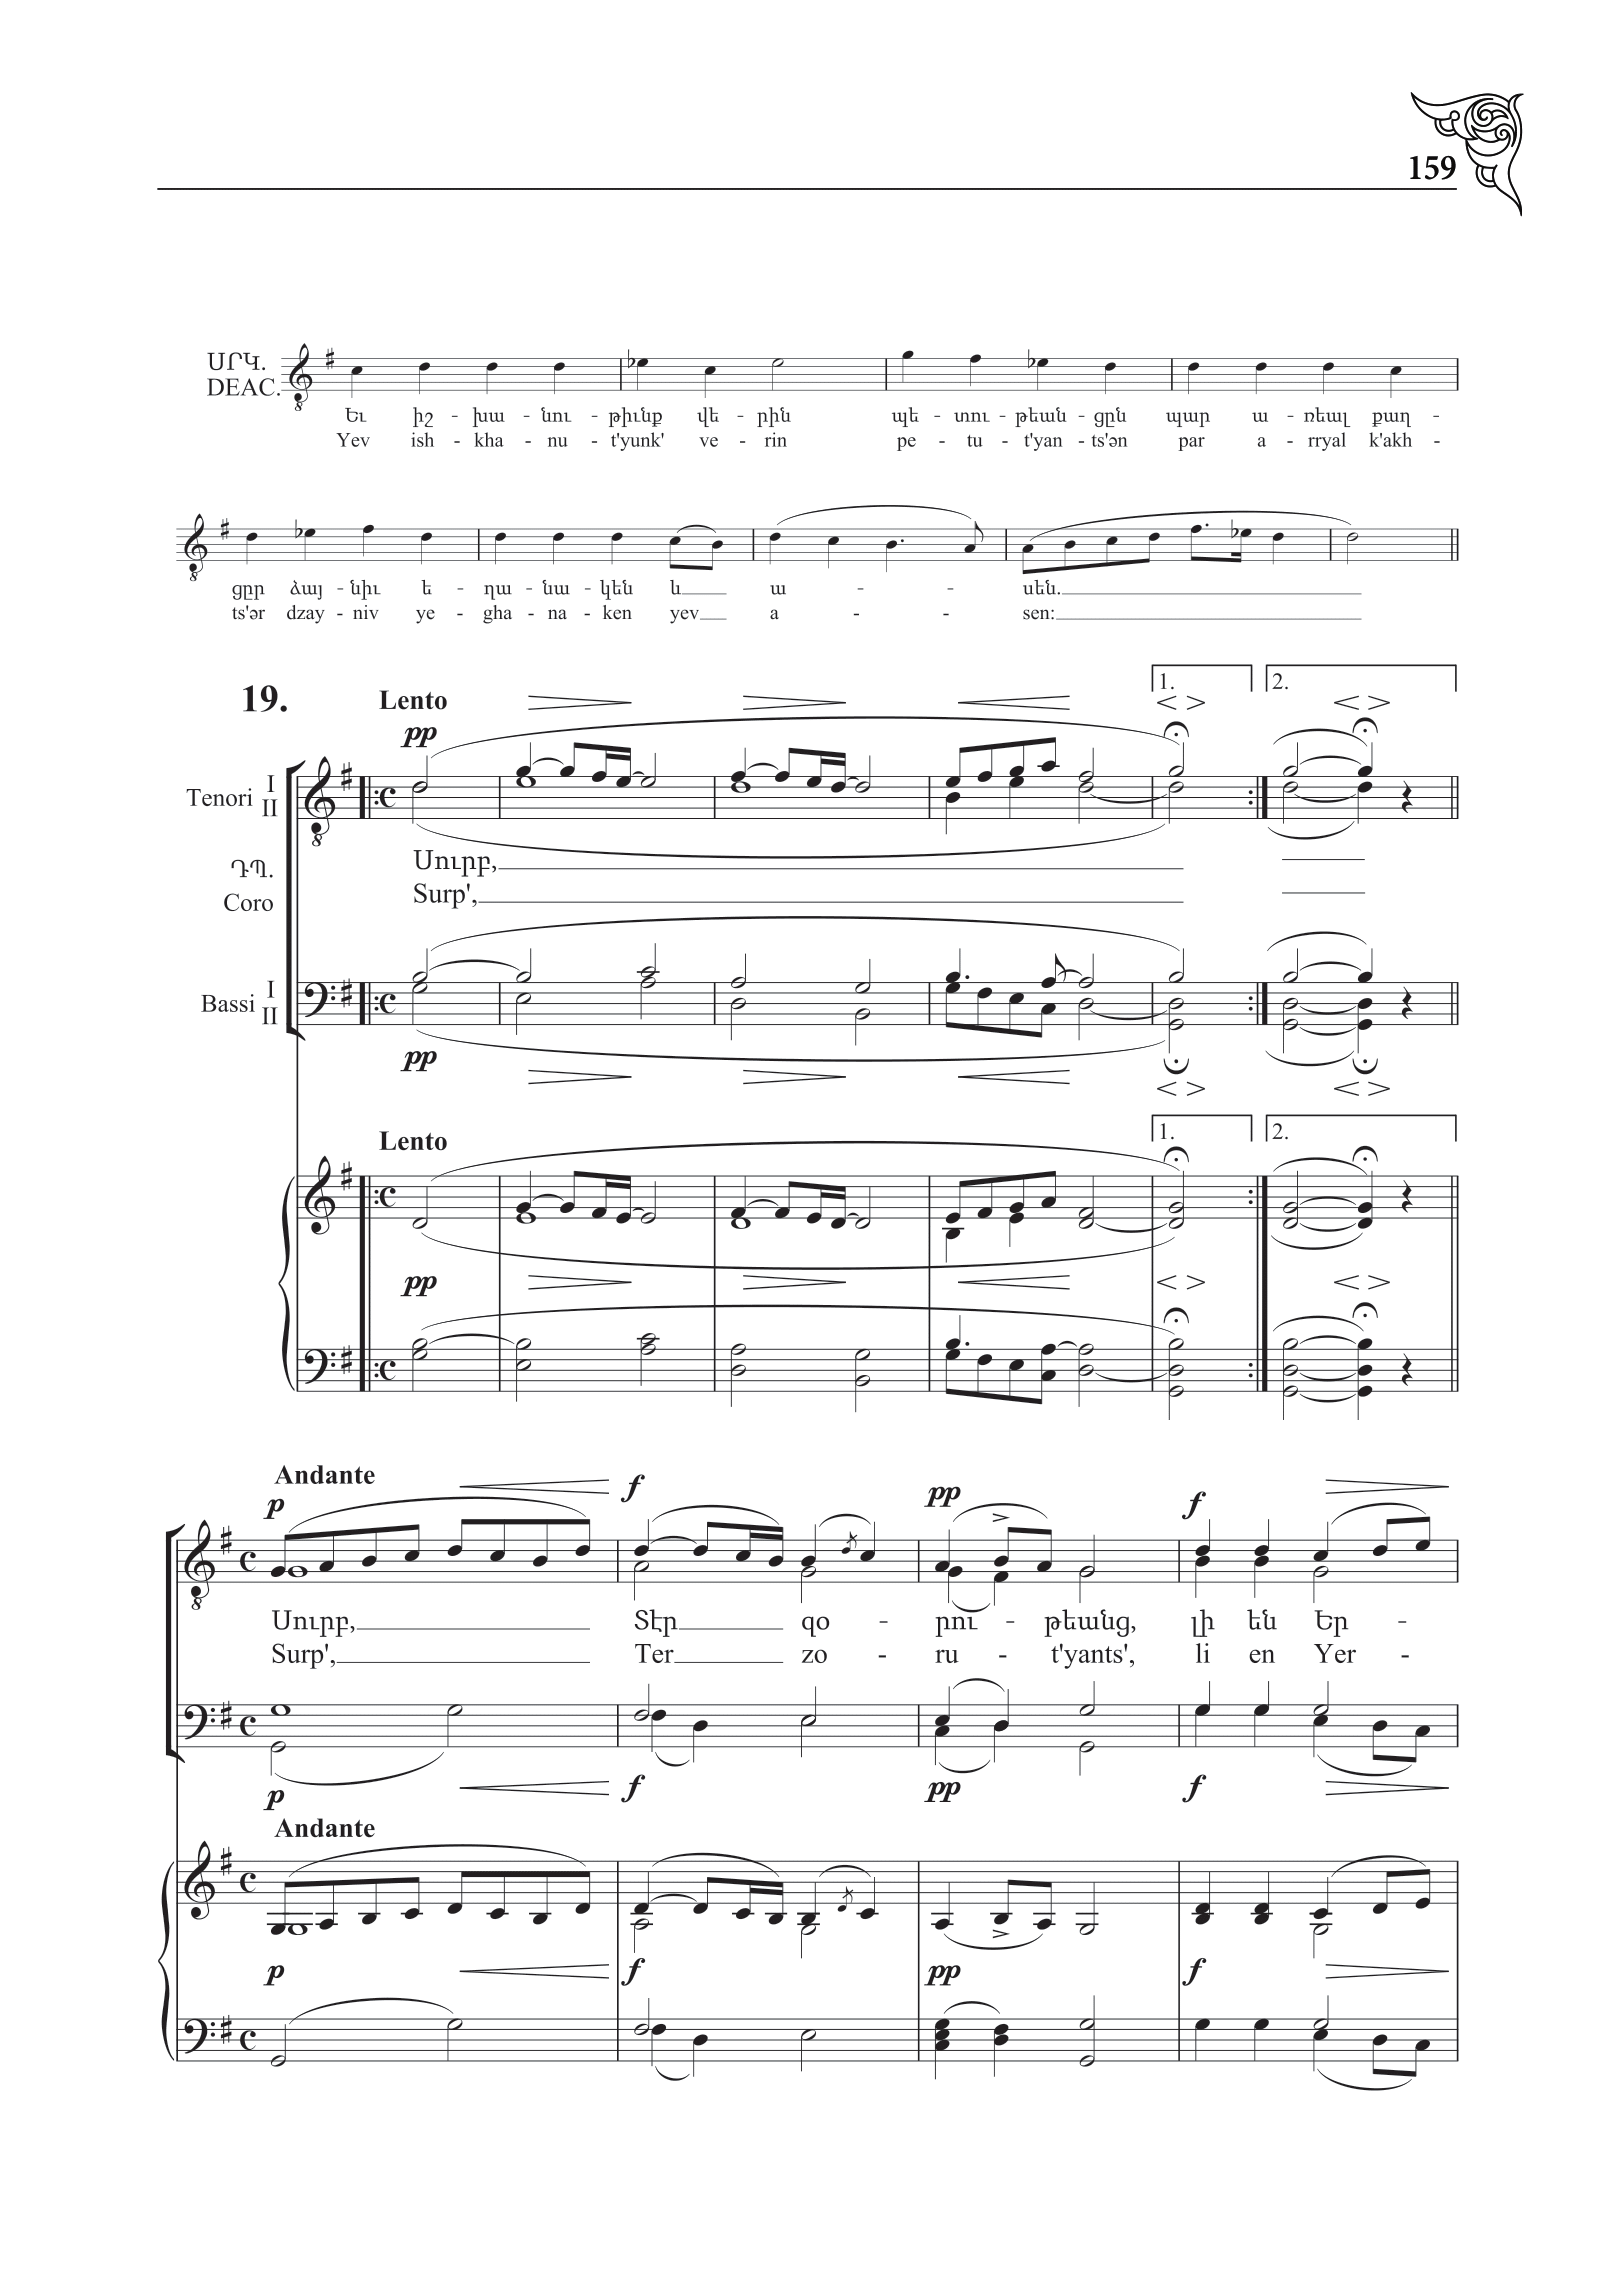 159
ՍՐԿ.
DEAC.
Եւ իշ - խա - նու - թիւնք վե - րին պե - տու - թեան - ցըն պար ա - ռեալ քաղ -
Yev ish - kha - nu - t'yunk' ve - rin pe - tu - t'yan - ts'ən par a - rryal k'akh -
ցըր ձայ - նիւ ե - ղա - նա - կեն և ա - - սեն.
ts'ər dzay - niv ye - gha - na - ken yev a - - sen:
19. Lento 1. 2.
pp
Tenori I II
Սուրբ,
ԴՊ.
Coro
Surp',
Bassi I II
pp
Lento 1. 2.
pp
Andante
p f pp f
Սուրբ, Տէր զօ - րու - թեանց, լի են Եր -
Surp', Ter zo - ru - t'yants', li en Yer -
p f pp f
Andante
p f pp f